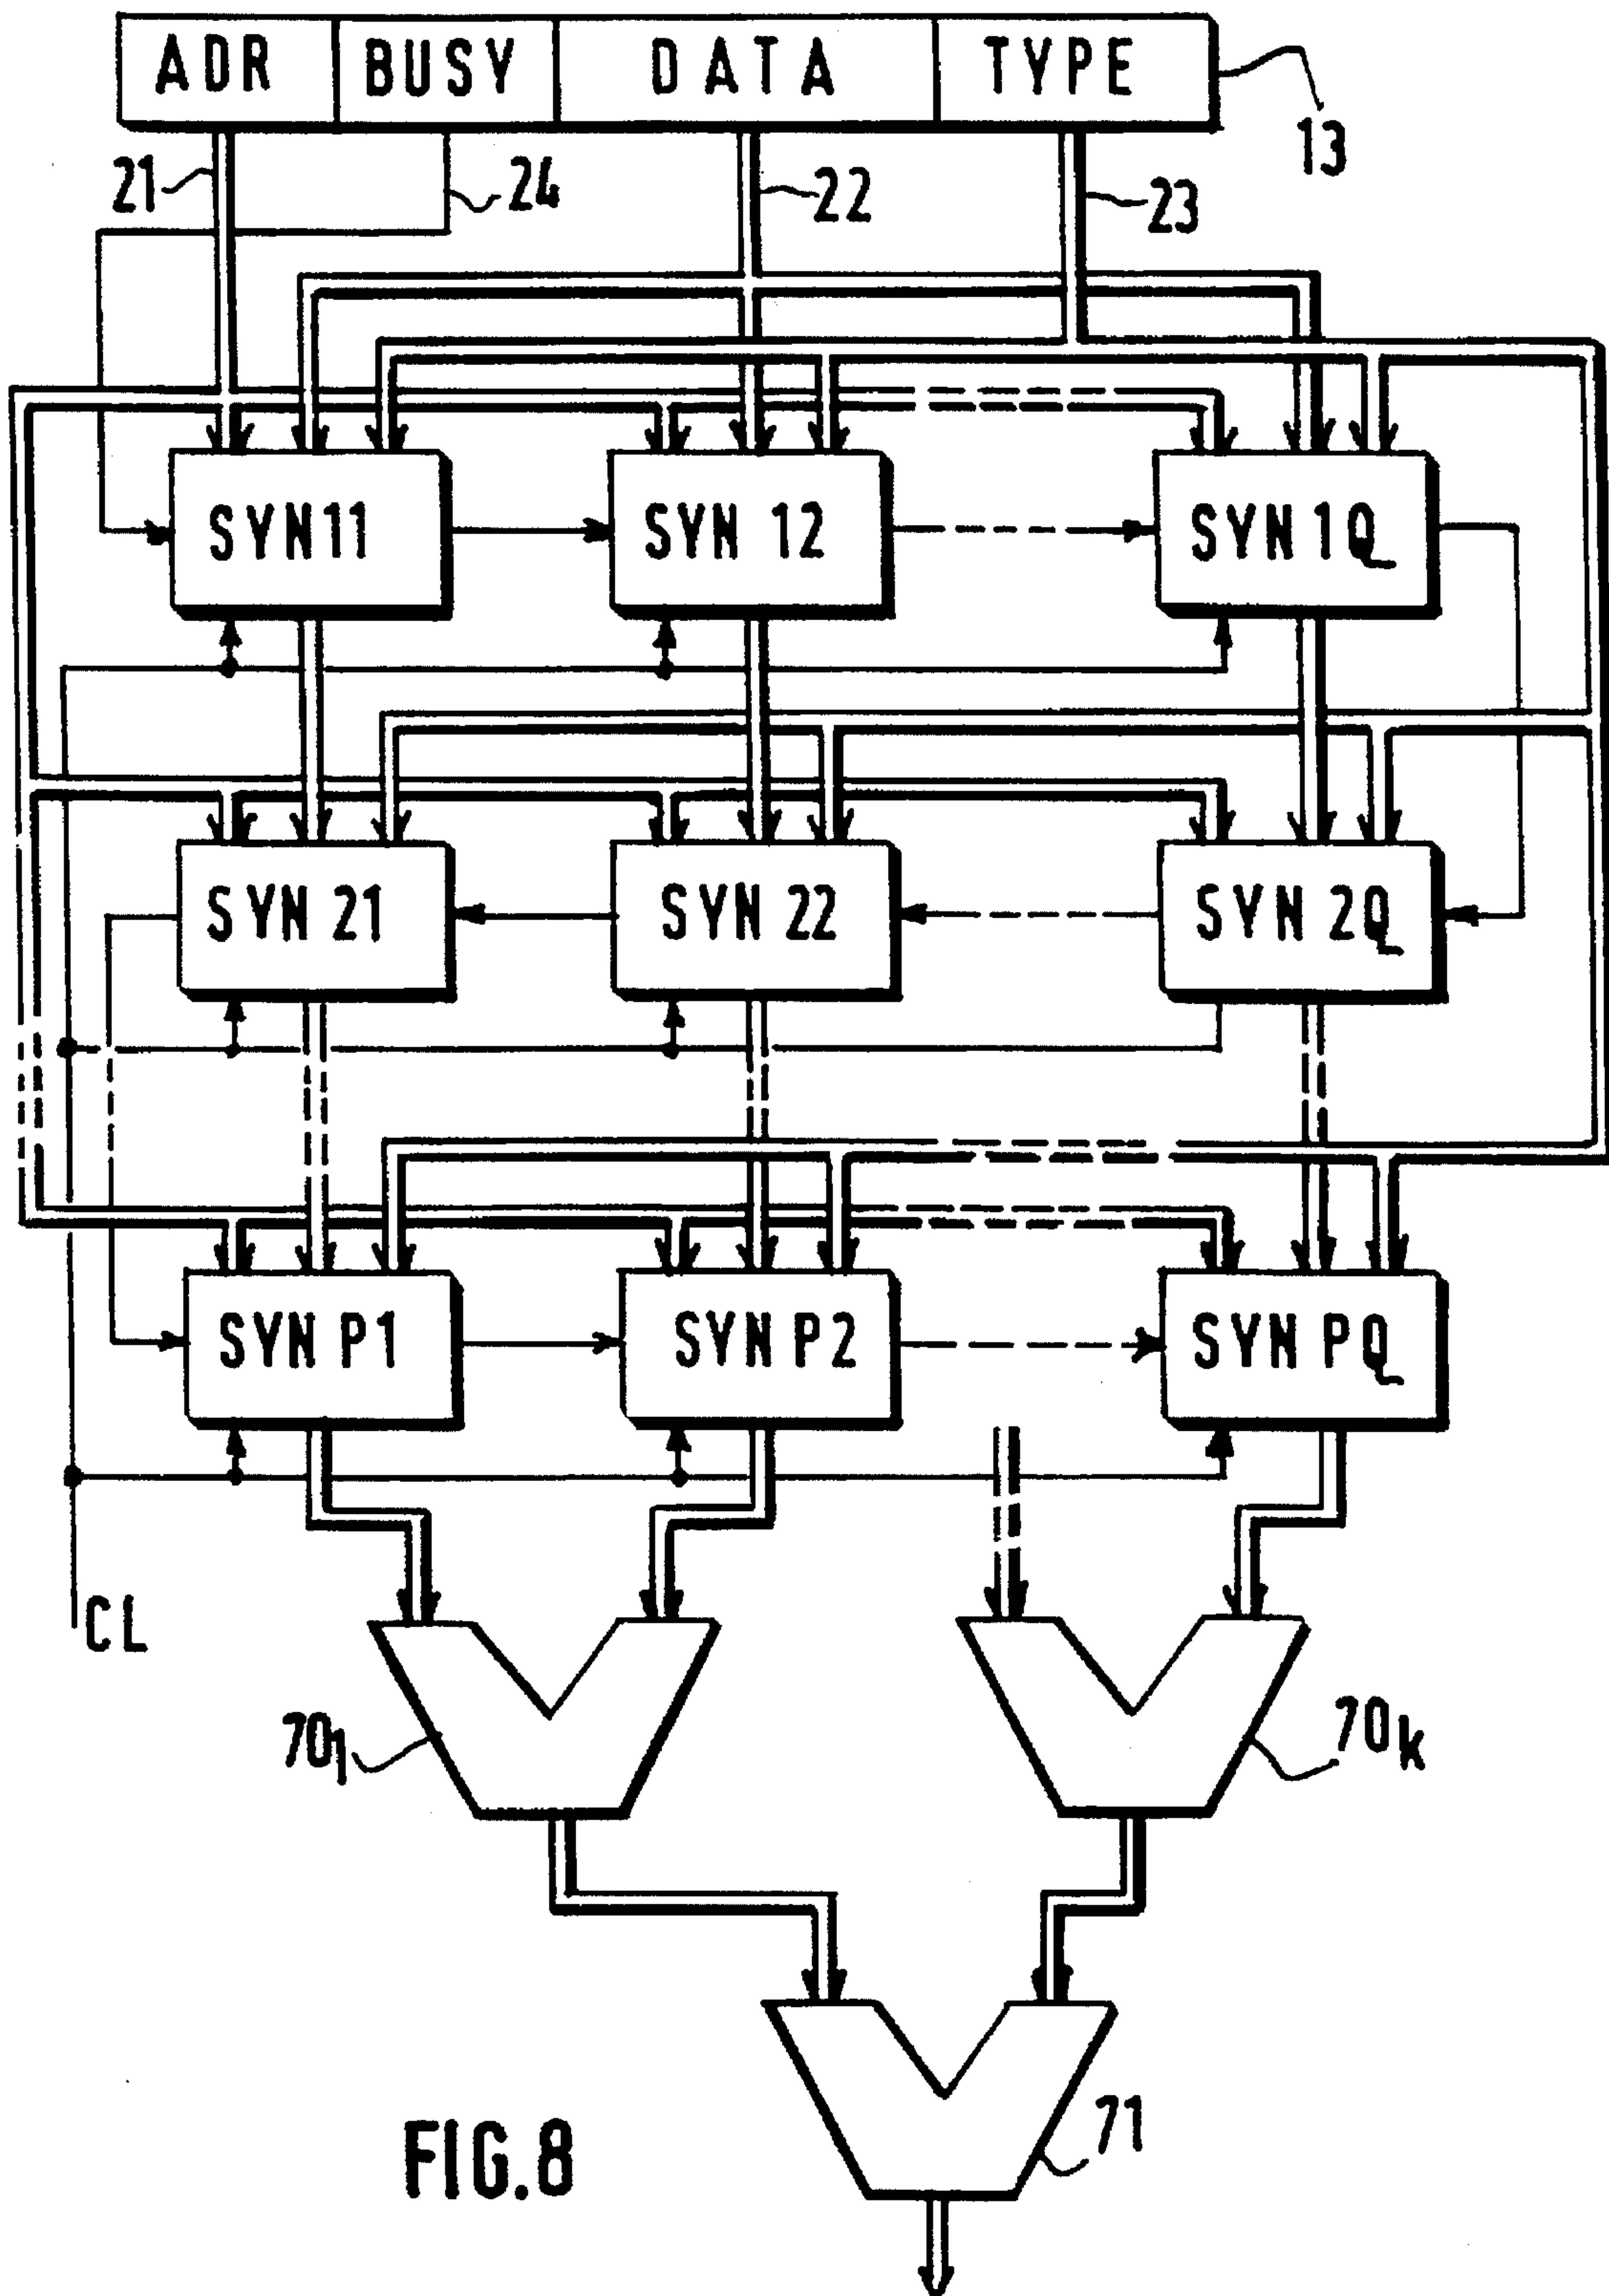 ADR BUSY DATA TYPE
13
21 24 22 23
SYN11 SYN 12 SYN 1Q
SYN 21 SYN 22 SYN 2Q
SYN P1 SYN P2 SYN PQ
CL
70₁ 70k
71
FIG.8